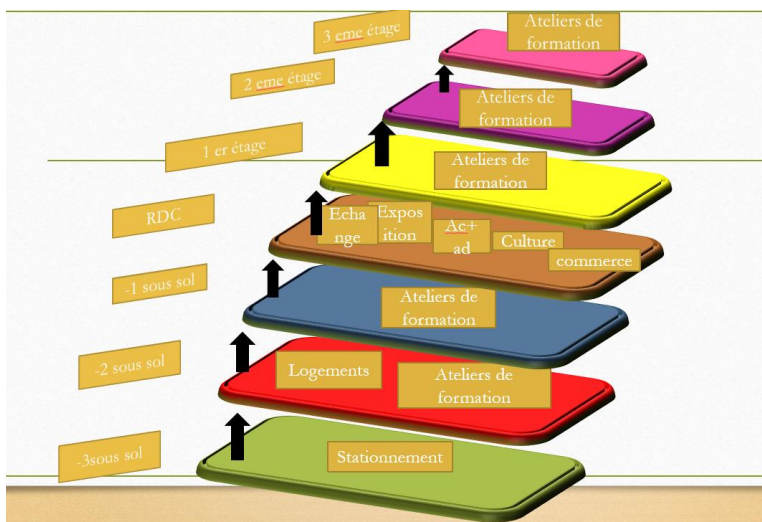 3 eme étage
Ateliers de
formation
2 eme étage
Ateliers de
formation
1 er étage
Ateliers de
formation
RDC
Echa
nge
Expos
ition
Ac+
ad
Culture
commerce
-1 sous sol
Ateliers de
formation
-2 sous sol
Logements
Ateliers de
formation
-3sous sol
Stationnement